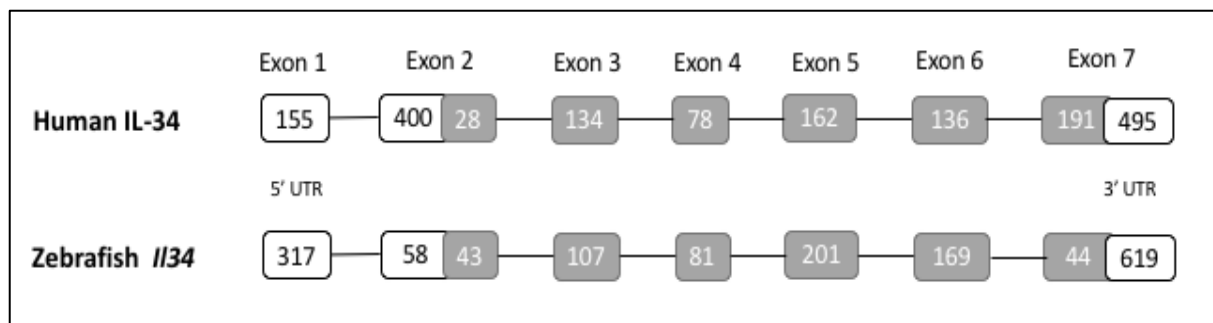 Exon 1 Exon 2 Exon 3 Exon 4 Exon 5 Exon 6 Exon 7
Human IL-34 155 400 28 134 78 162 136 191 495
5' UTR 3' UTR
Zebrafish Il34 317 58 43 107 81 201 169 44 619